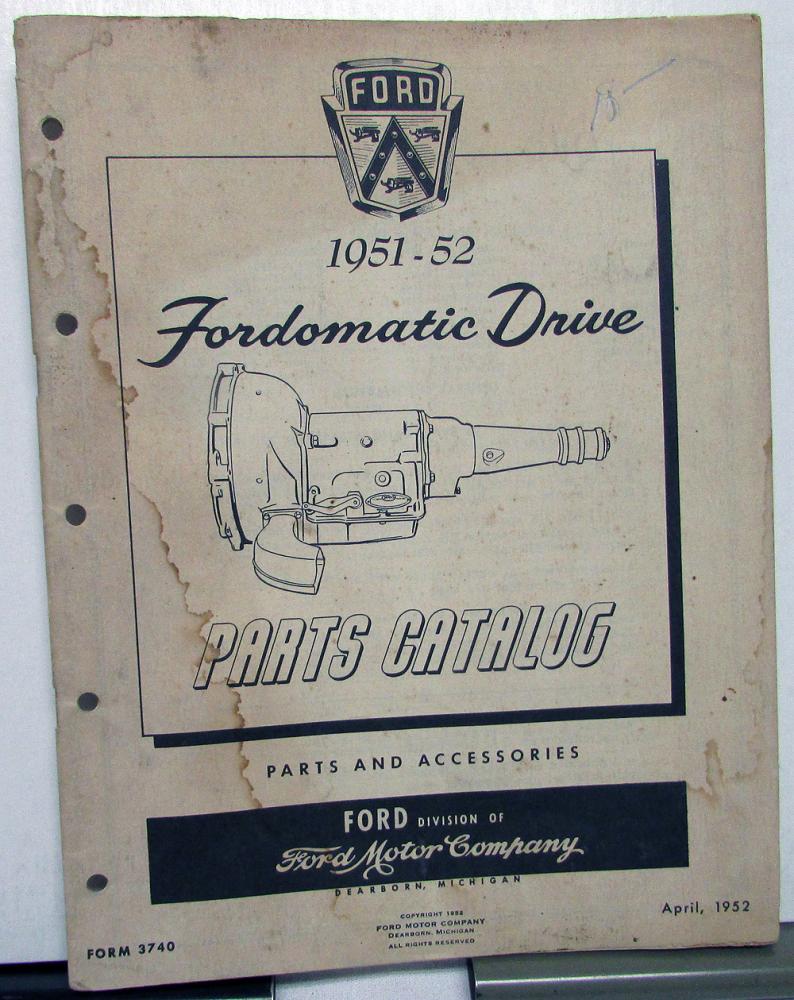 FORD
1951-52
Fordomatic Drive
PARTS CATALOG
PARTS AND ACCESSORIES
FORD DIVISION OF
Ford Motor Company
DEARBORN, MICHIGAN
April, 1952
COPYRIGHT 1952
FORD MOTOR COMPANY
DEARBORN, MICHIGAN
ALL RIGHTS RESERVED
FORM 3740